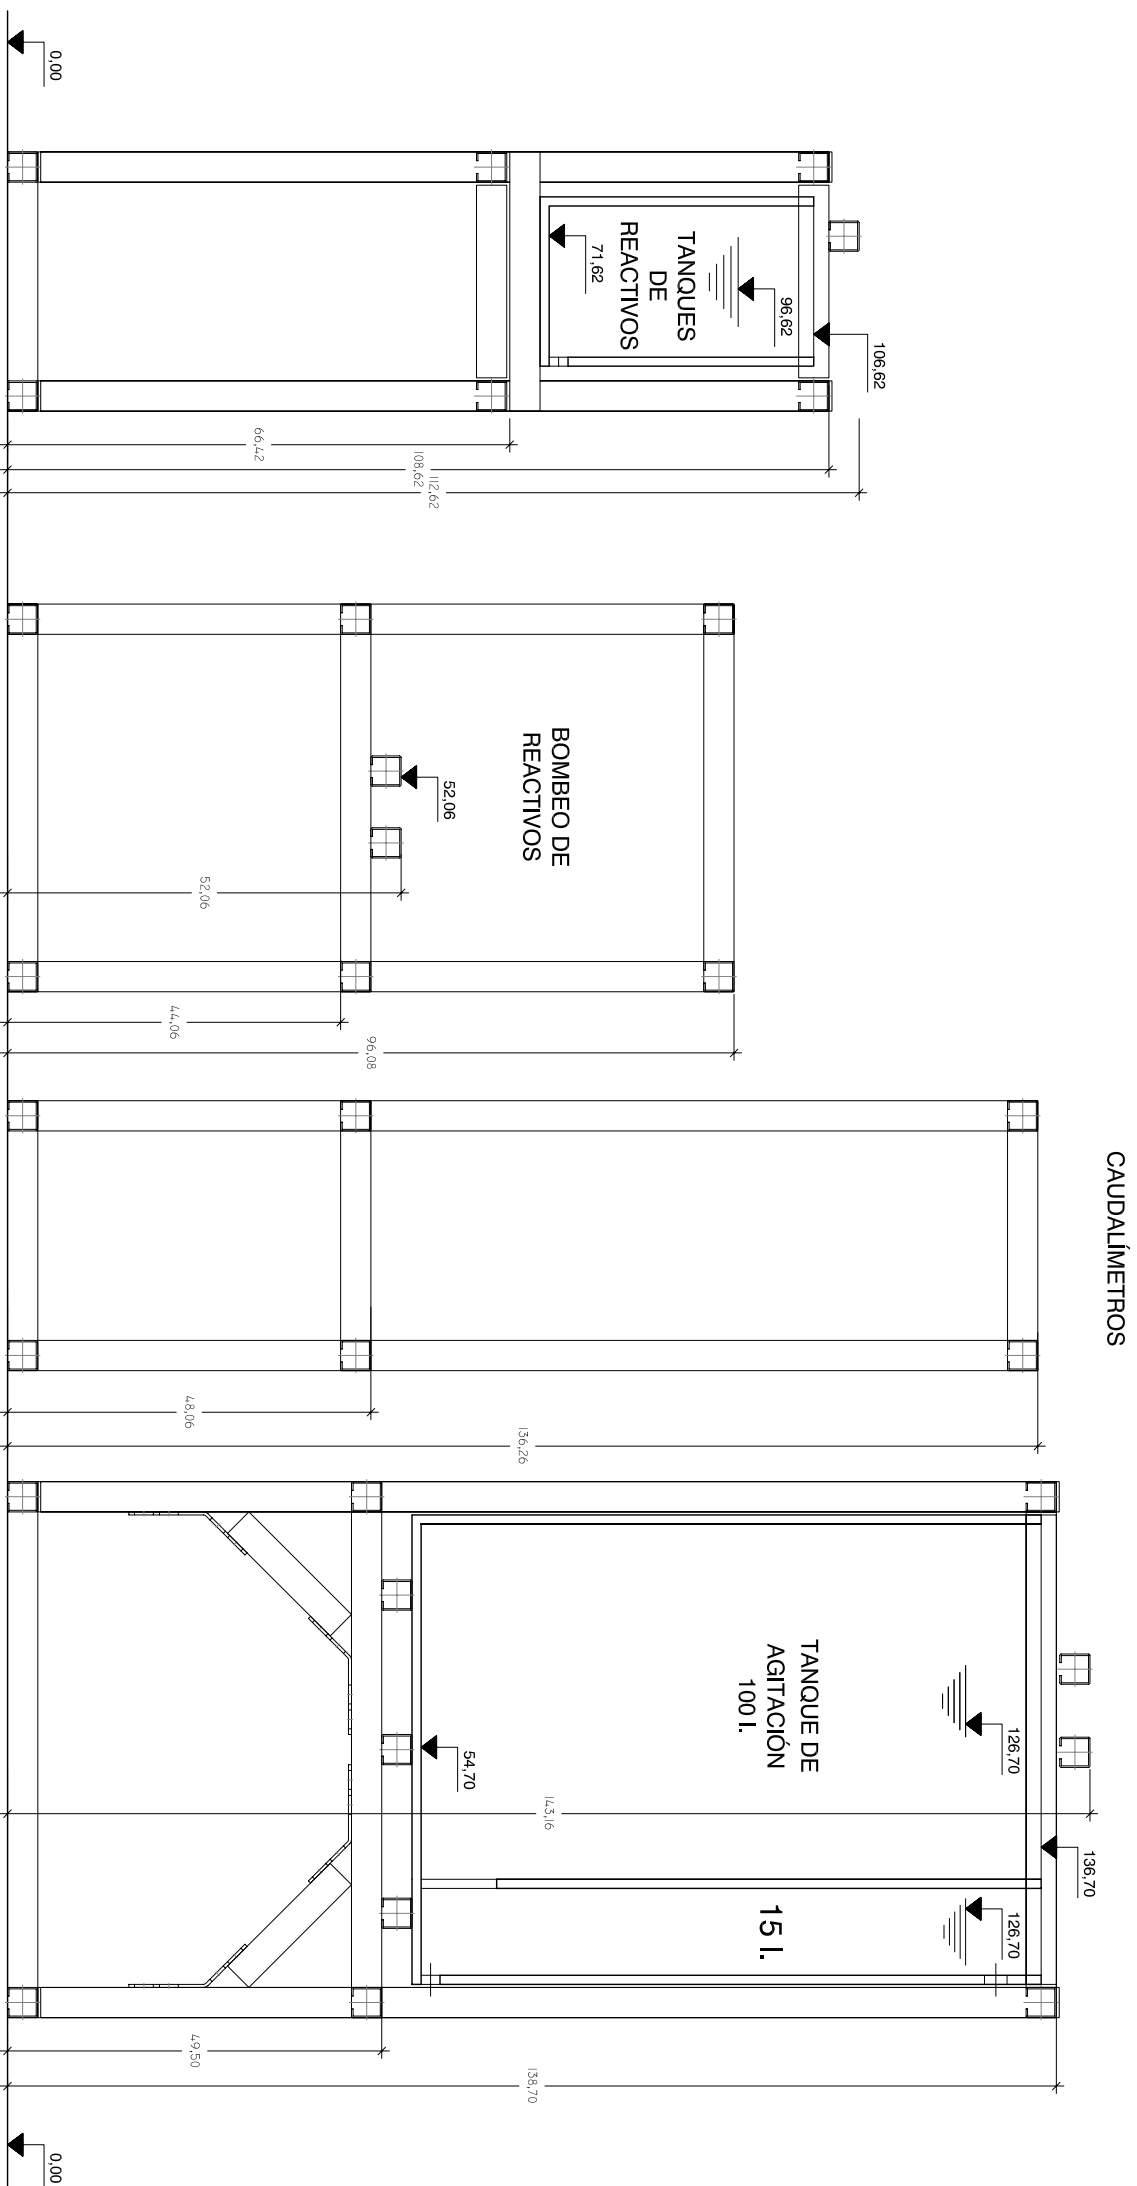 CAUDALÍMETROS
0,00
TANQUES
DE
REACTIVOS
71,62
96,62
106,62
66,42
108,62
112,62
BOMBEO DE
REACTIVOS
52,06
52,06
44,06
96,08
48,06
136,26
TANQUE DE
AGITACIÓN
100 l.
126,70
54,70
143,16
136,70
15 l.
126,70
49,50
138,70
0,00